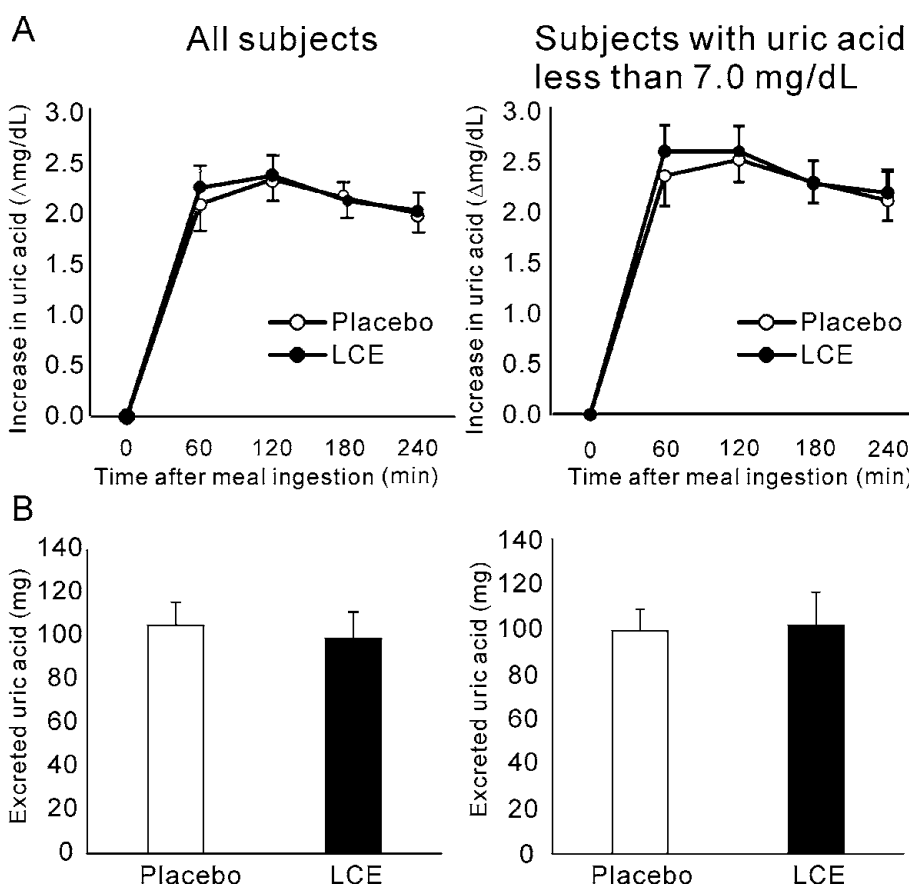 A
All subjects
Subjects with uric acid
less than 7.0 mg/dL
Increase in uric acid (Δmg/dL)
3.0
2.5
2.0
1.5
1.0
0.5
0.0
Placebo
LCE
0 60 120 180 240
Time after meal ingestion (min)
Increase in uric acid (Δmg/dL)
3.0
2.5
2.0
1.5
1.0
0.5
0.0
Placebo
LCE
0 60 120 180 240
Time after meal ingestion (min)
B
Excreted uric acid (mg)
140
120
100
80
60
40
20
0
Placebo LCE
Excreted uric acid (mg)
140
120
100
80
60
40
20
0
Placebo LCE